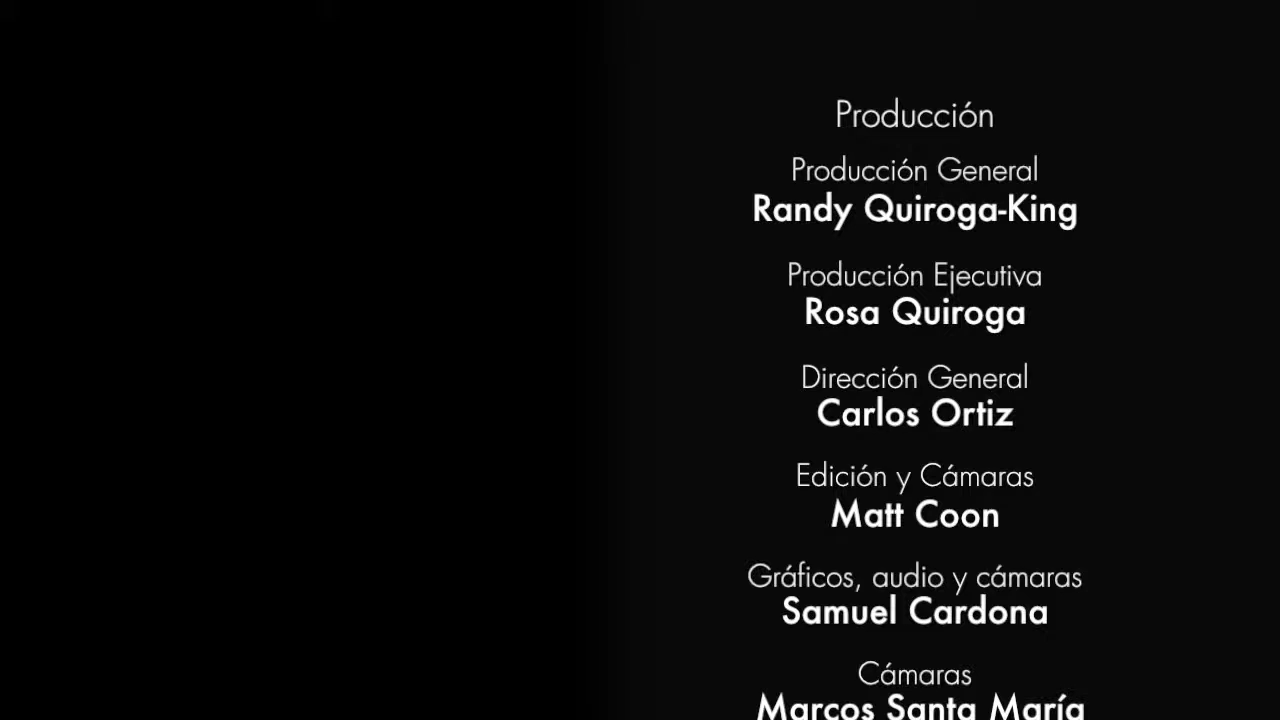 Producción
Producción General
Randy Quiroga-King
Producción Ejecutiva
Rosa Quiroga
Dirección General
Carlos Ortiz
Edición y Cámaras
Matt Coon
Gráficos, audio y cámaras
Samuel Cardona
Cámaras
Marcos Santa María